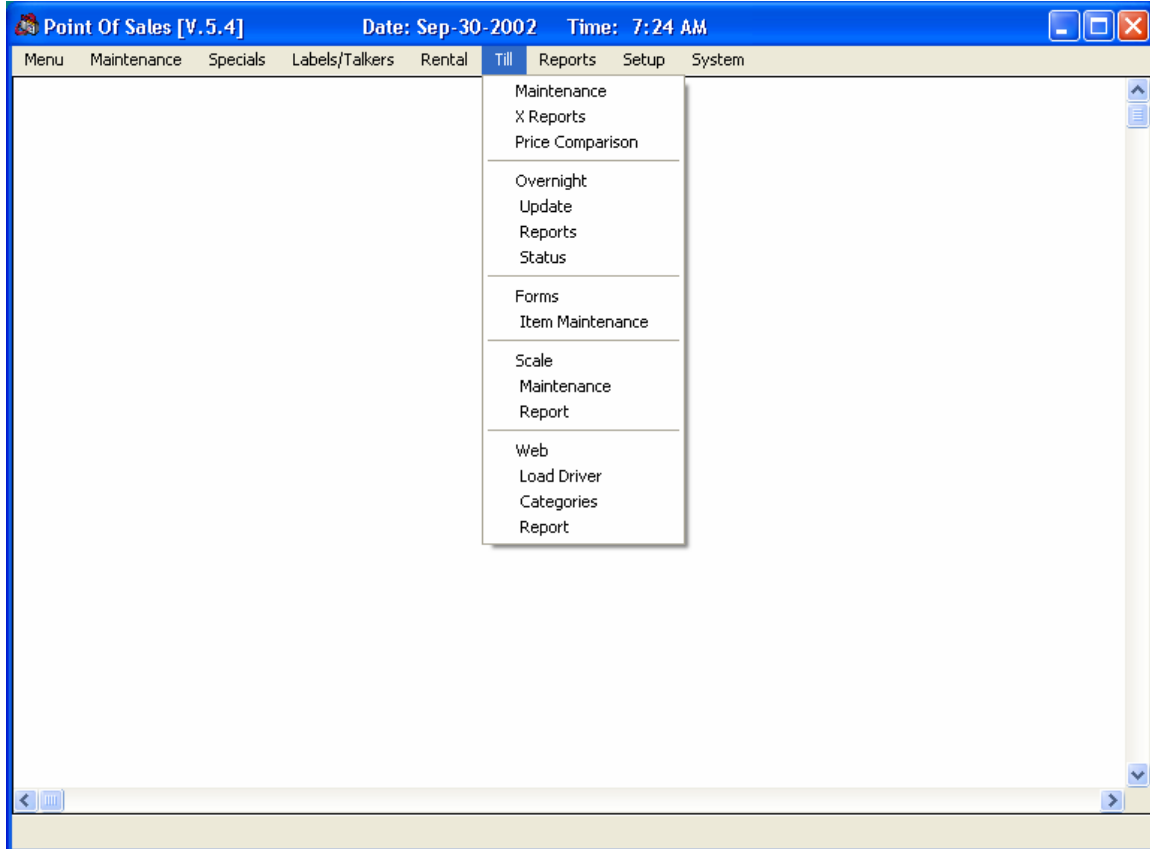 Point Of Sales [V.5.4] Date: Sep-30-2002 Time: 7:24 AM
Menu Maintenance Specials Labels/Talkers Rental Till Reports Setup System
Maintenance
X Reports
Price Comparison
Overnight
Update
Reports
Status
Forms
Item Maintenance
Scale
Maintenance
Report
Web
Load Driver
Categories
Report